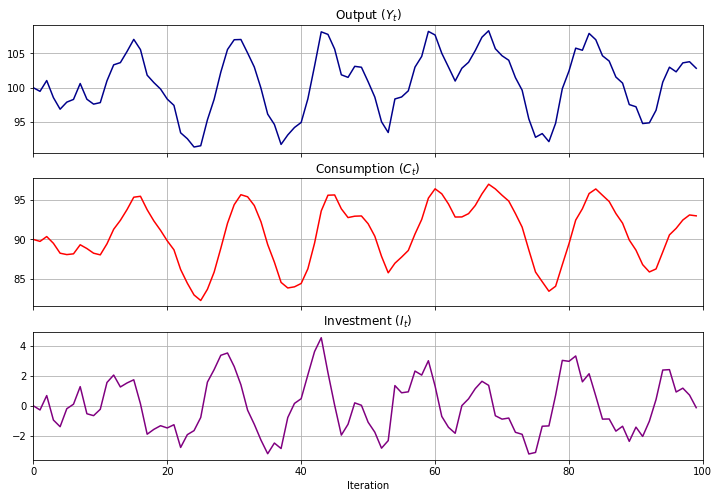 Output (Y_t)
105
100
95
Consumption (C_t)
95
90
85
Investment (I_t)
4
2
0
−2
0 20 40 60 80 100
Iteration